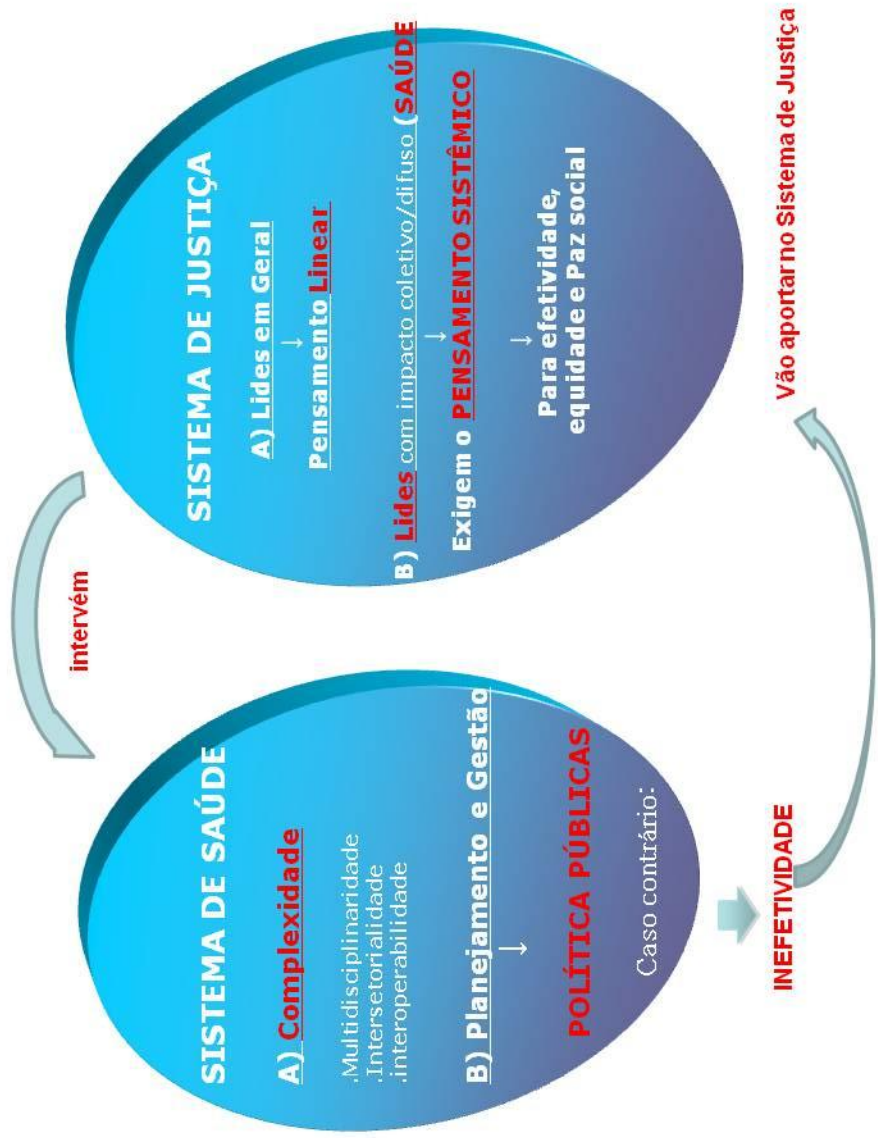 SISTEMA DE SAÚDE
A) Complexidade
.Multidisciplinaridade
.Intersetorialidade
.interoperabilidade
B) Planejamento e Gestão
↓
POLÍTICA PÚBLICAS
Caso contrário:
INEFETIVIDADE
intervém
SISTEMA DE JUSTIÇA
A) Lides em Geral
↓
Pensamento Linear
B) Lides com impacto coletivo/difuso (SAÚDE
↓
Exigem o PENSAMENTO SISTÊMICO
↓
Para efetividade,
equidade e Paz social
Vão aportar no Sistema de Justiça